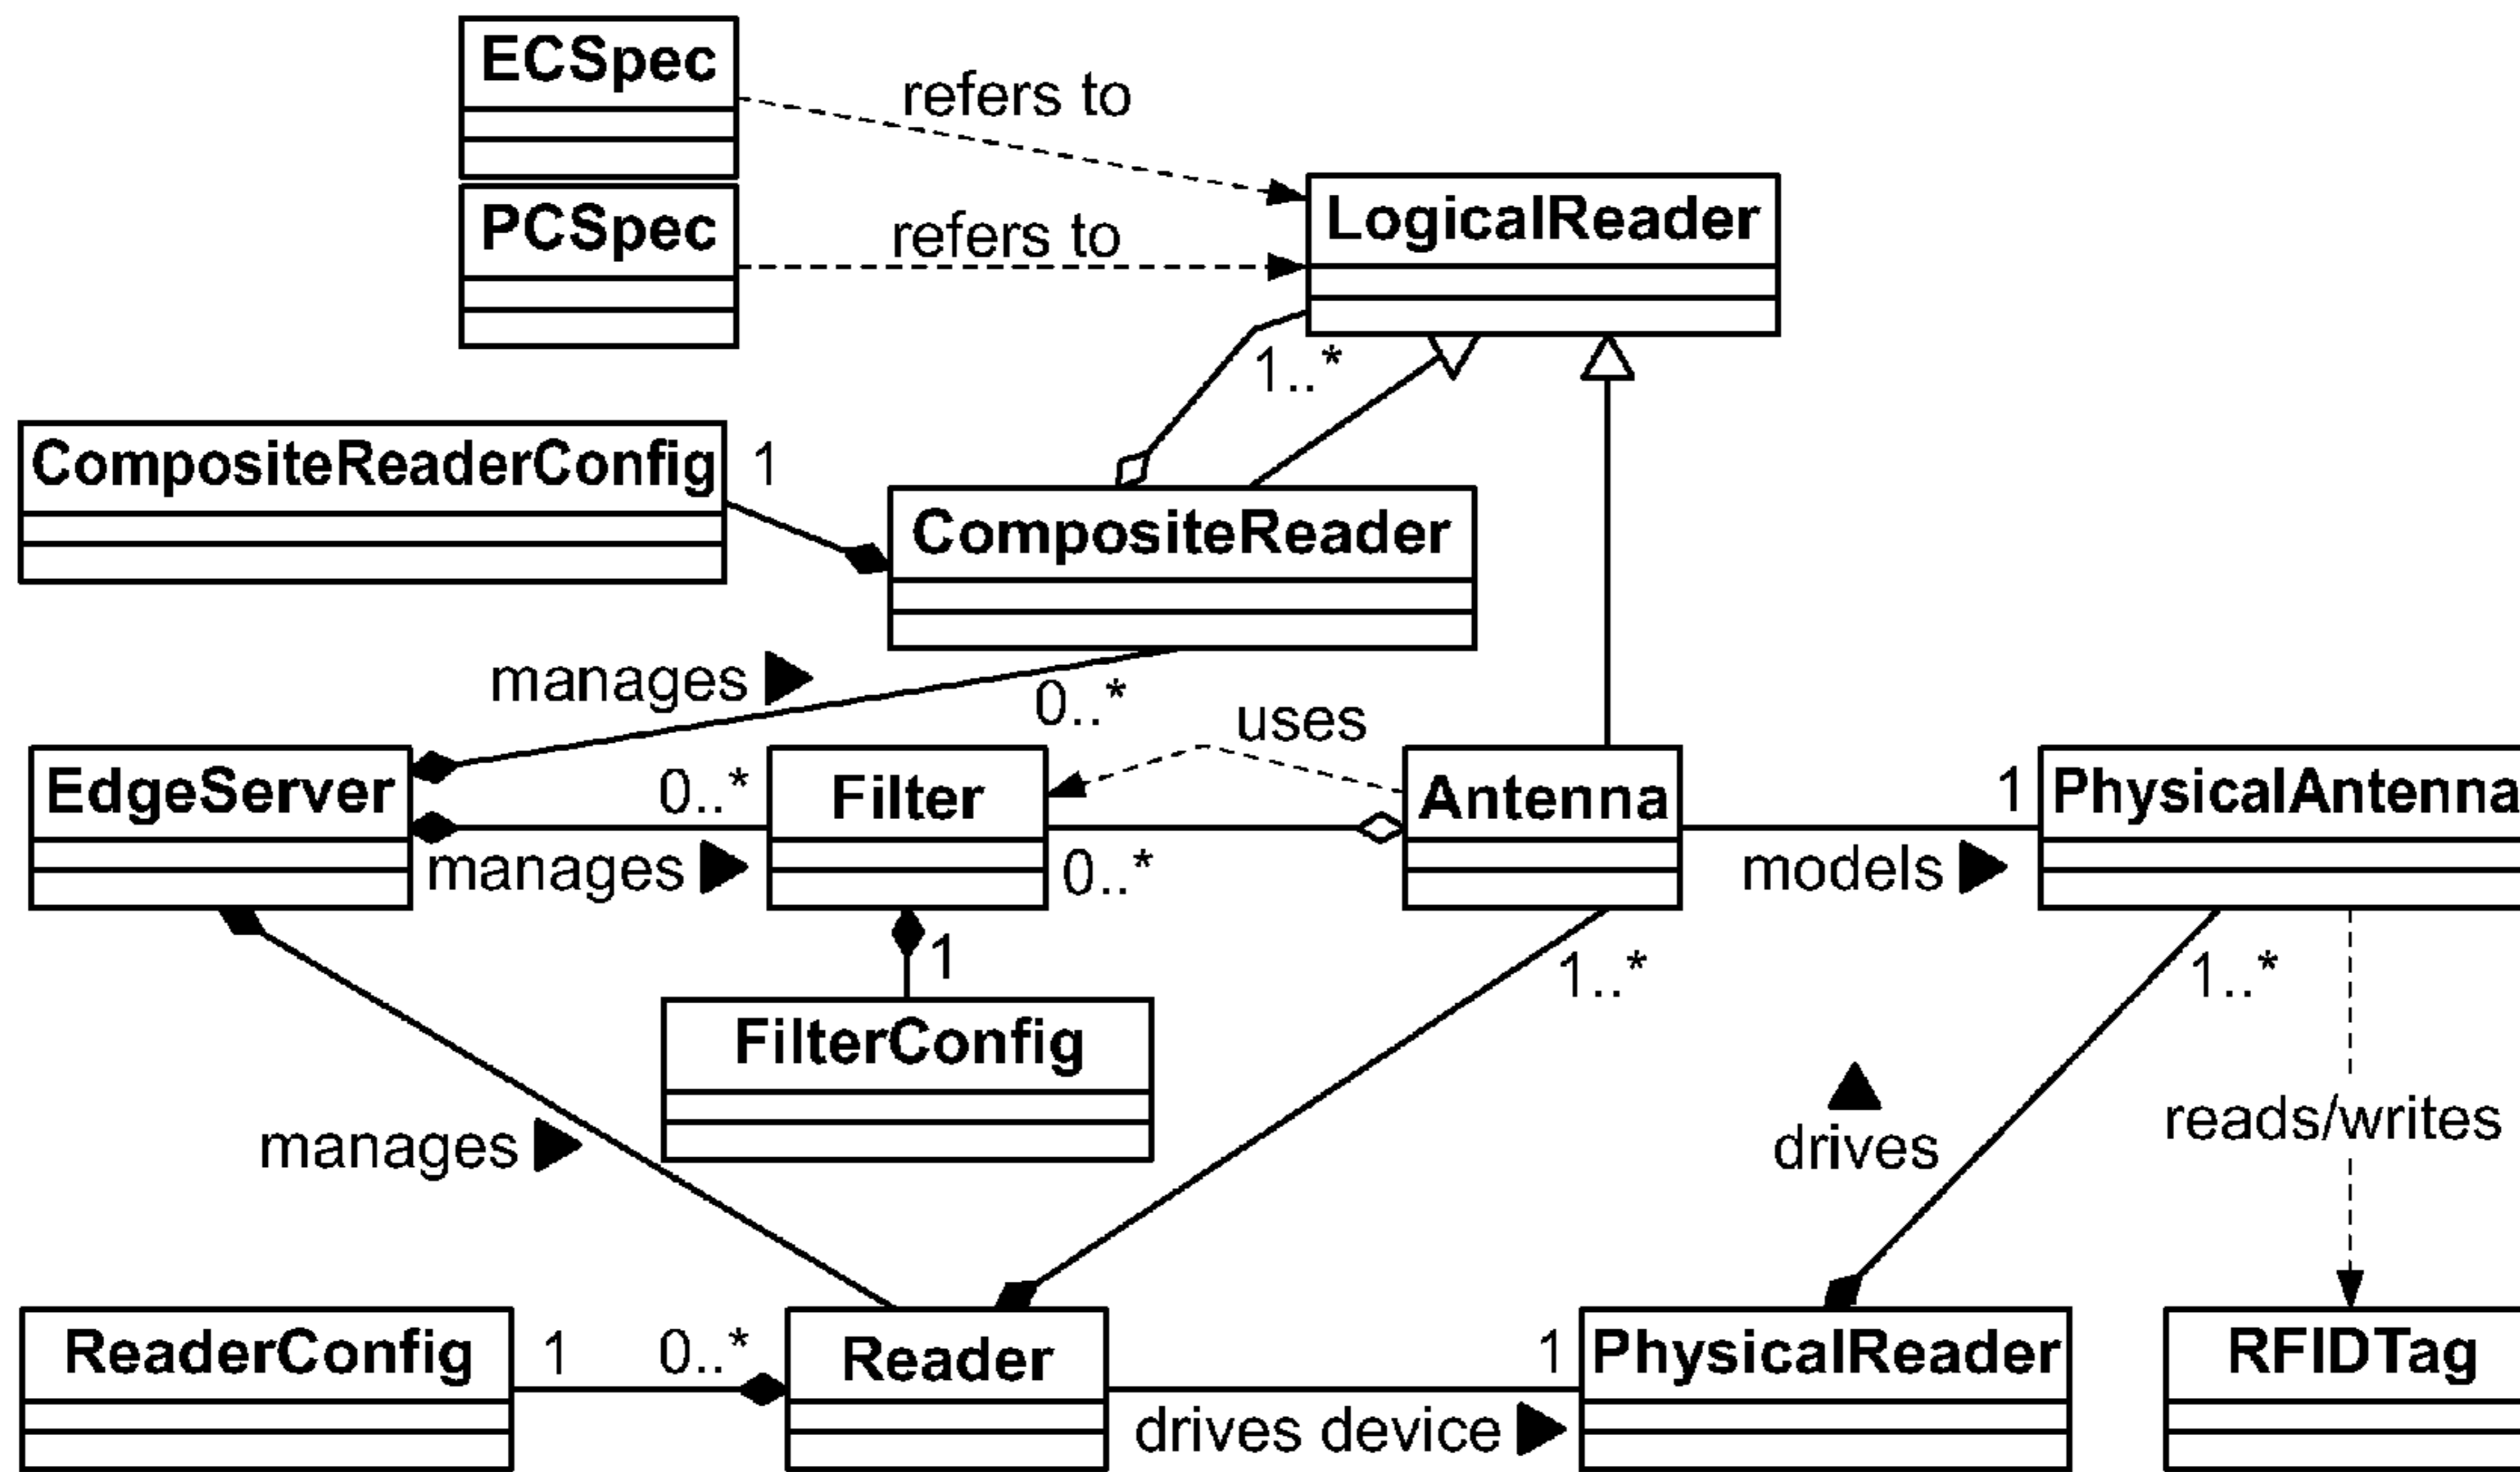 ECSpec
refers to
PCSpec
refers to
LogicalReader
1..*
CompositeReaderConfig
1
CompositeReader
manages
0..*
uses
EdgeServer
0..*
Filter
Antenna
1
PhysicalAntenna
manages
0..*
models
1
1..*
1..*
FilterConfig
manages
drives
reads/writes
ReaderConfig
1
0..*
Reader
1
PhysicalReader
RFIDTag
drives device